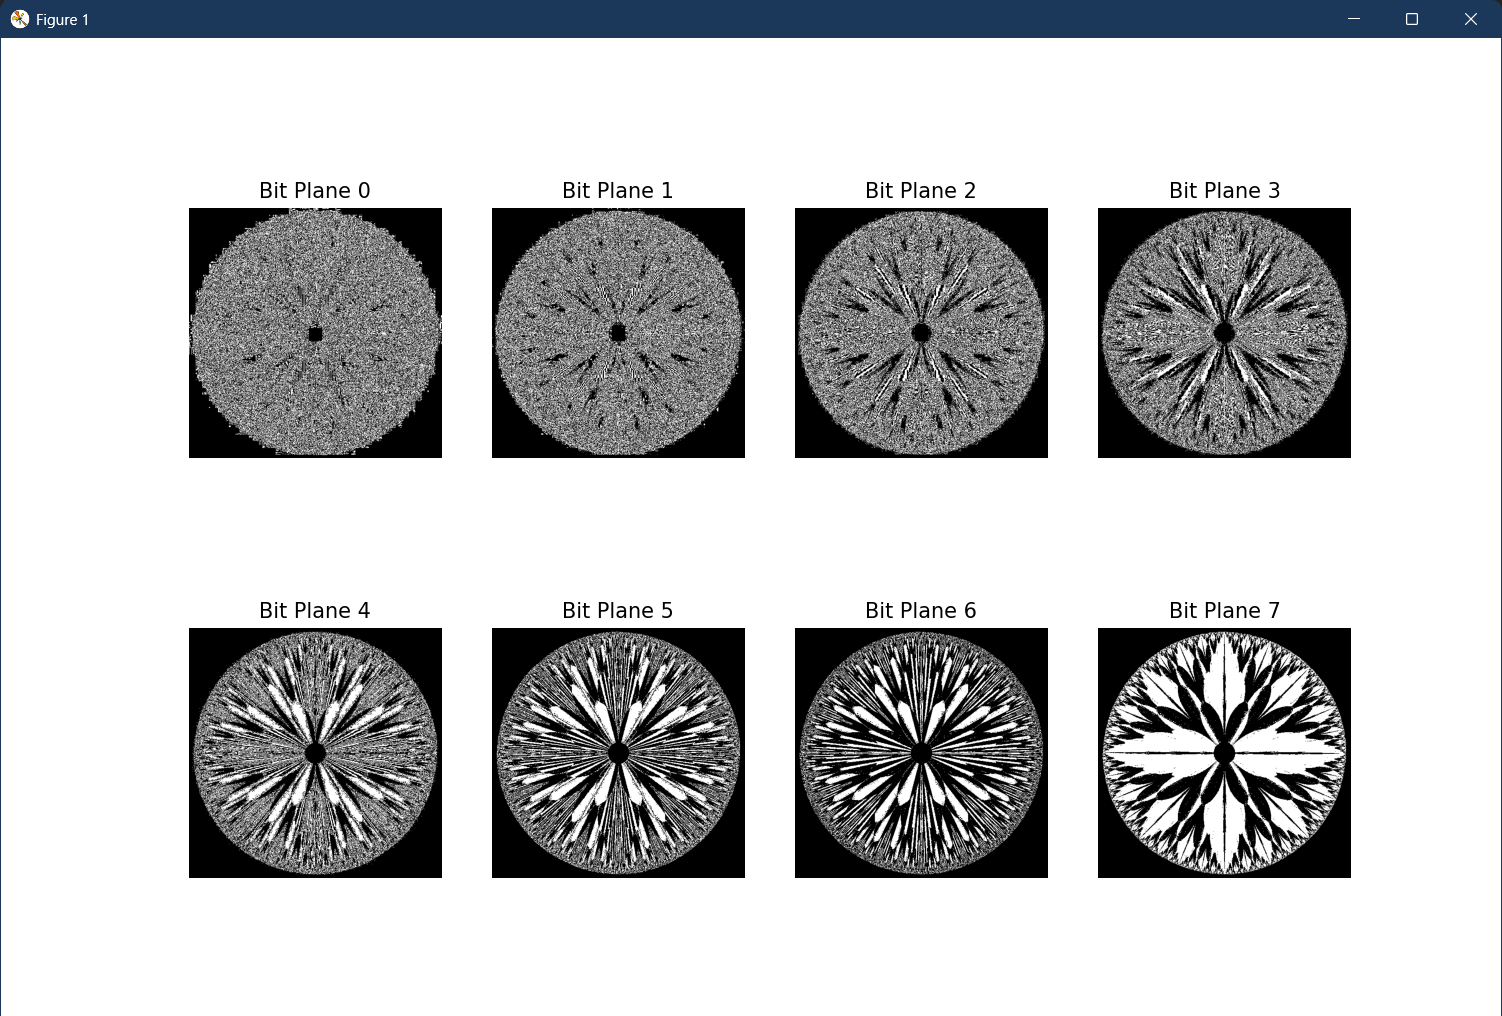 Figure 1
Bit Plane 0
Bit Plane 1
Bit Plane 2
Bit Plane 3
Bit Plane 4
Bit Plane 5
Bit Plane 6
Bit Plane 7